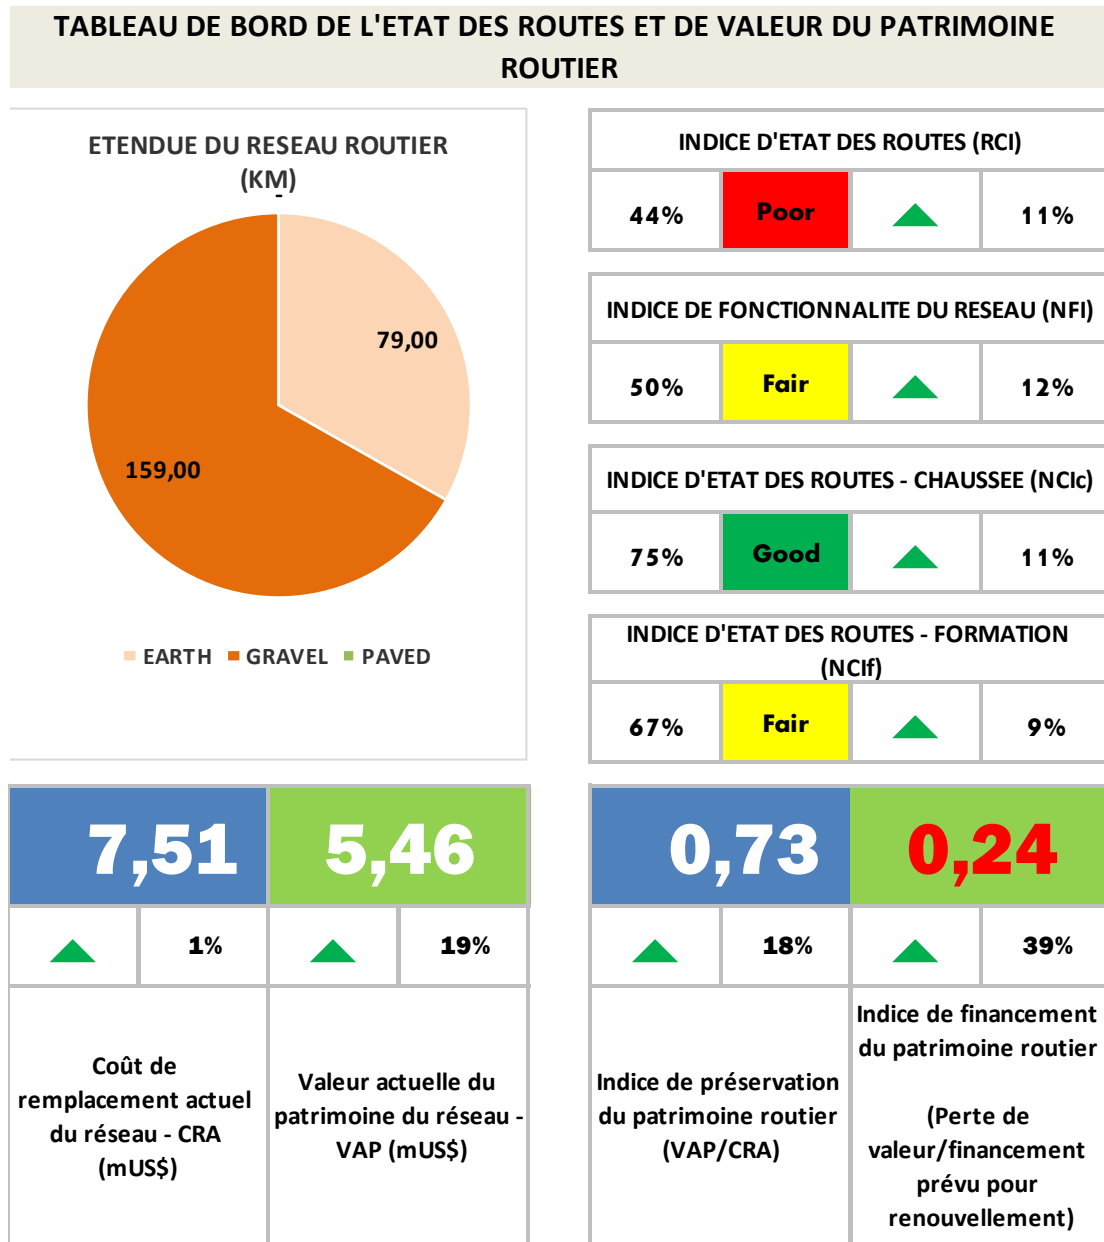 TABLEAU DE BORD DE L'ETAT DES ROUTES ET DE VALEUR DU PATRIMOINE
ROUTIER
ETENDUE DU RESEAU ROUTIER
(KM)
-
79,00
159,00
EARTH GRAVEL PAVED
INDICE D'ETAT DES ROUTES (RCI)
44% Poor 11%
INDICE DE FONCTIONNALITE DU RESEAU (NFI)
50% Fair 12%
INDICE D'ETAT DES ROUTES - CHAUSSEE (NCIc)
75% Good 11%
INDICE D'ETAT DES ROUTES - FORMATION
(NCIf)
67% Fair 9%
7,51 5,46
1% 19%
Coût de
remplacement actuel
du réseau - CRA
(mUS$)
Valeur actuelle du
patrimoine du réseau -
VAP (mUS$)
0,73 0,24
18% 39%
Indice de préservation
du patrimoine routier
(VAP/CRA)
Indice de financement
du patrimoine routier
(Perte de
valeur/financement
prévu pour
renouvellement)